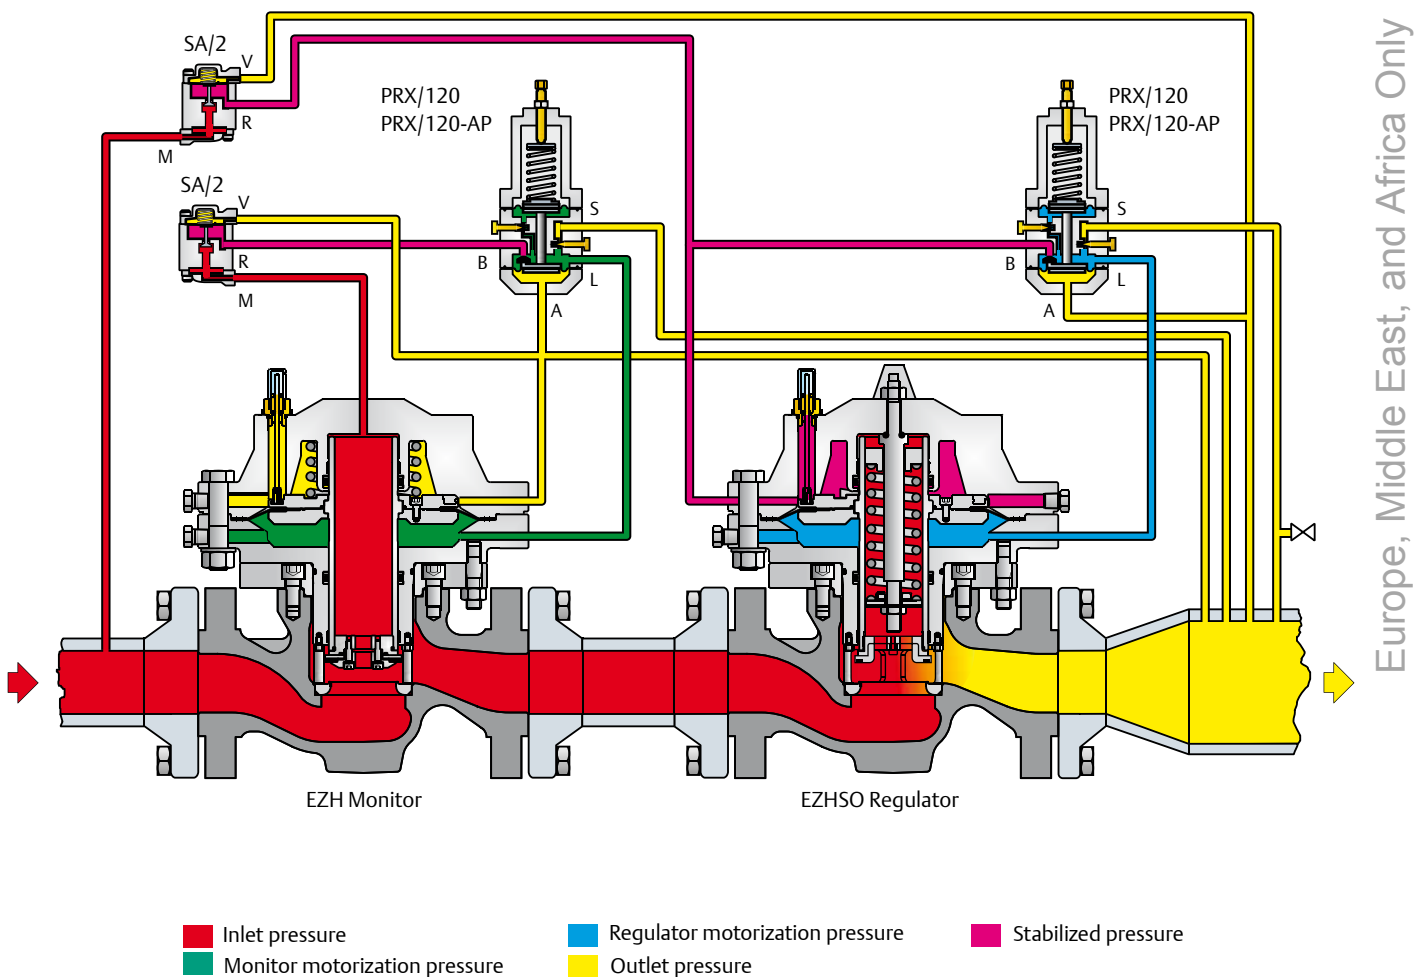 SA/2
V
R
M
PRX/120
PRX/120-AP
PRX/120
PRX/120-AP
SA/2
V
R
M
S
B
L
A
S
B
L
A
EZH Monitor
EZHSO Regulator
Inlet pressure
Regulator motorization pressure
Stabilized pressure
Monitor motorization pressure
Outlet pressure
Europe, Middle East, and Africa Only